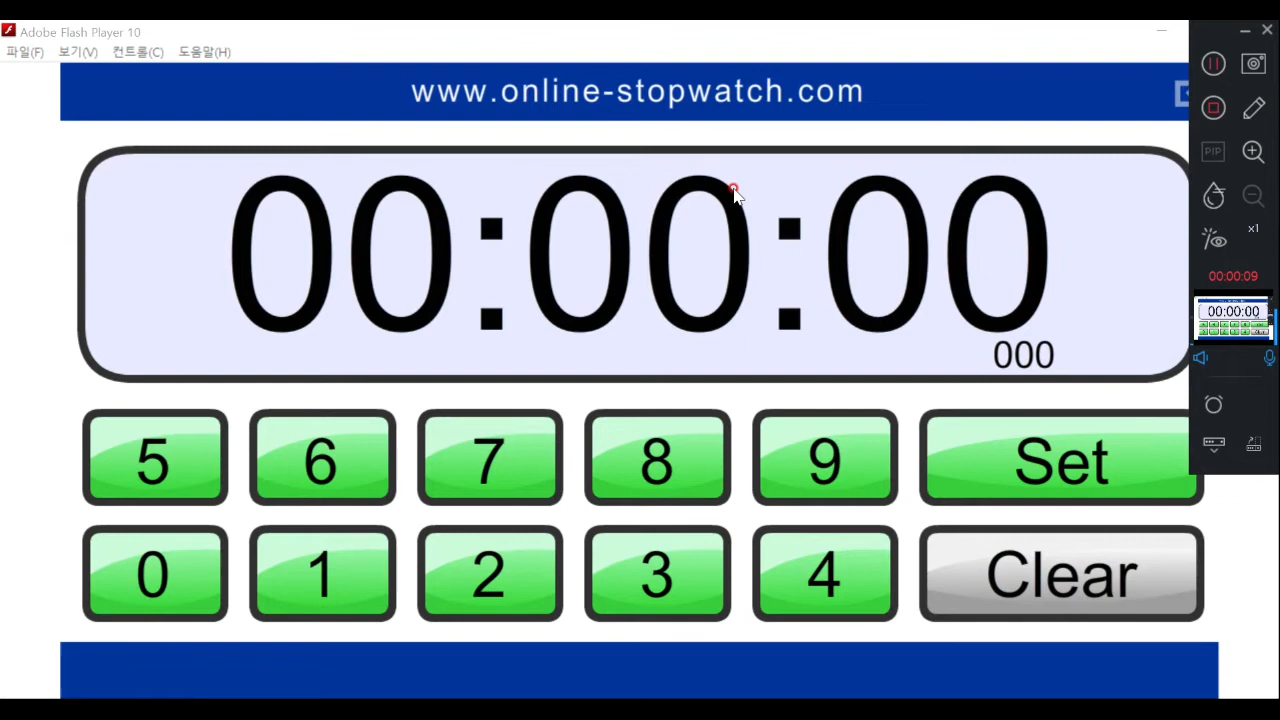 Adobe Flash Player 10
파일(F) 보기(V) 컨트롤(C) 도움말(H)
www.online-stopwatch.com
00:00:00
000
5 6 7 8 9 Set
0 1 2 3 4 Clear
PIP
x1
00:00:09
00:00:00